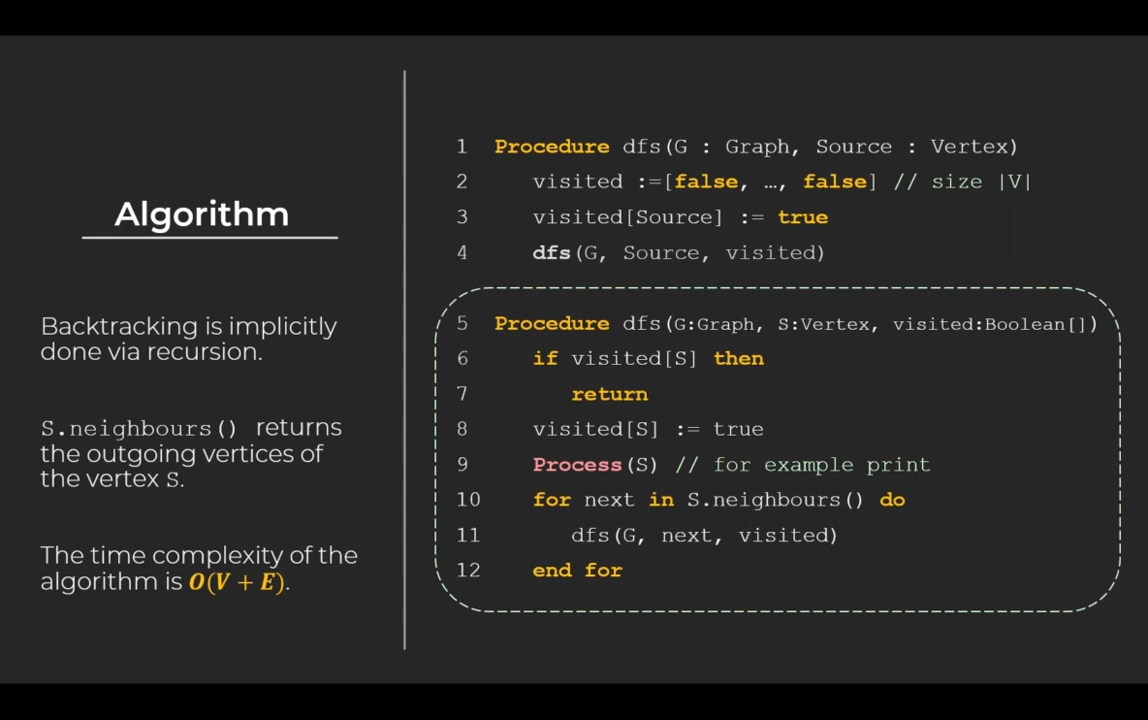 Algorithm
Backtracking is implicitly
done via recursion.
S.neighbours() returns
the outgoing vertices of
the vertex S.
The time complexity of the
algorithm is O(V + E).
1 Procedure dfs(G : Graph, Source : Vertex)
2 visited :=[false, …, false] // size |V|
3 visited[Source] := true
4 dfs(G, Source, visited)
5 Procedure dfs(G:Graph, S:Vertex, visited:Boolean[])
6 if visited[S] then
7 return
8 visited[S] := true
9 Process(S) // for example print
10 for next in S.neighbours() do
11 dfs(G, next, visited)
12 end for